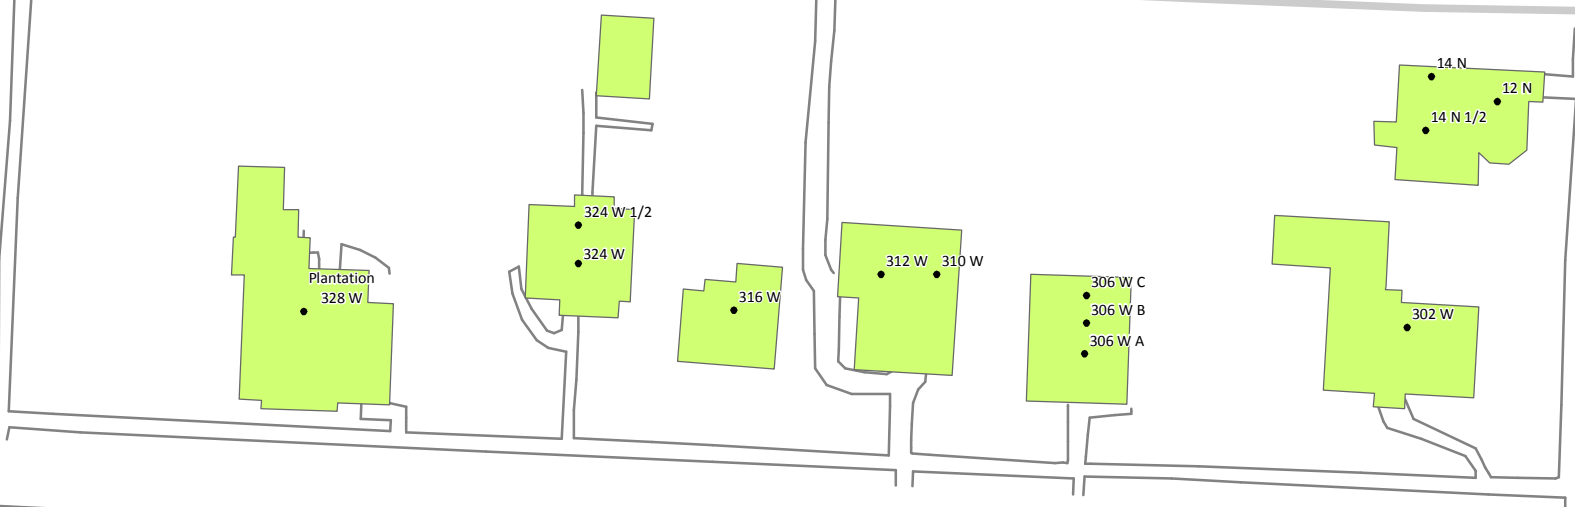 14 N
12 N
14 N 1/2
324 W 1/2
324 W
312 W
310 W
Plantation
328 W
306 W C
316 W
306 W B
302 W
306 W A